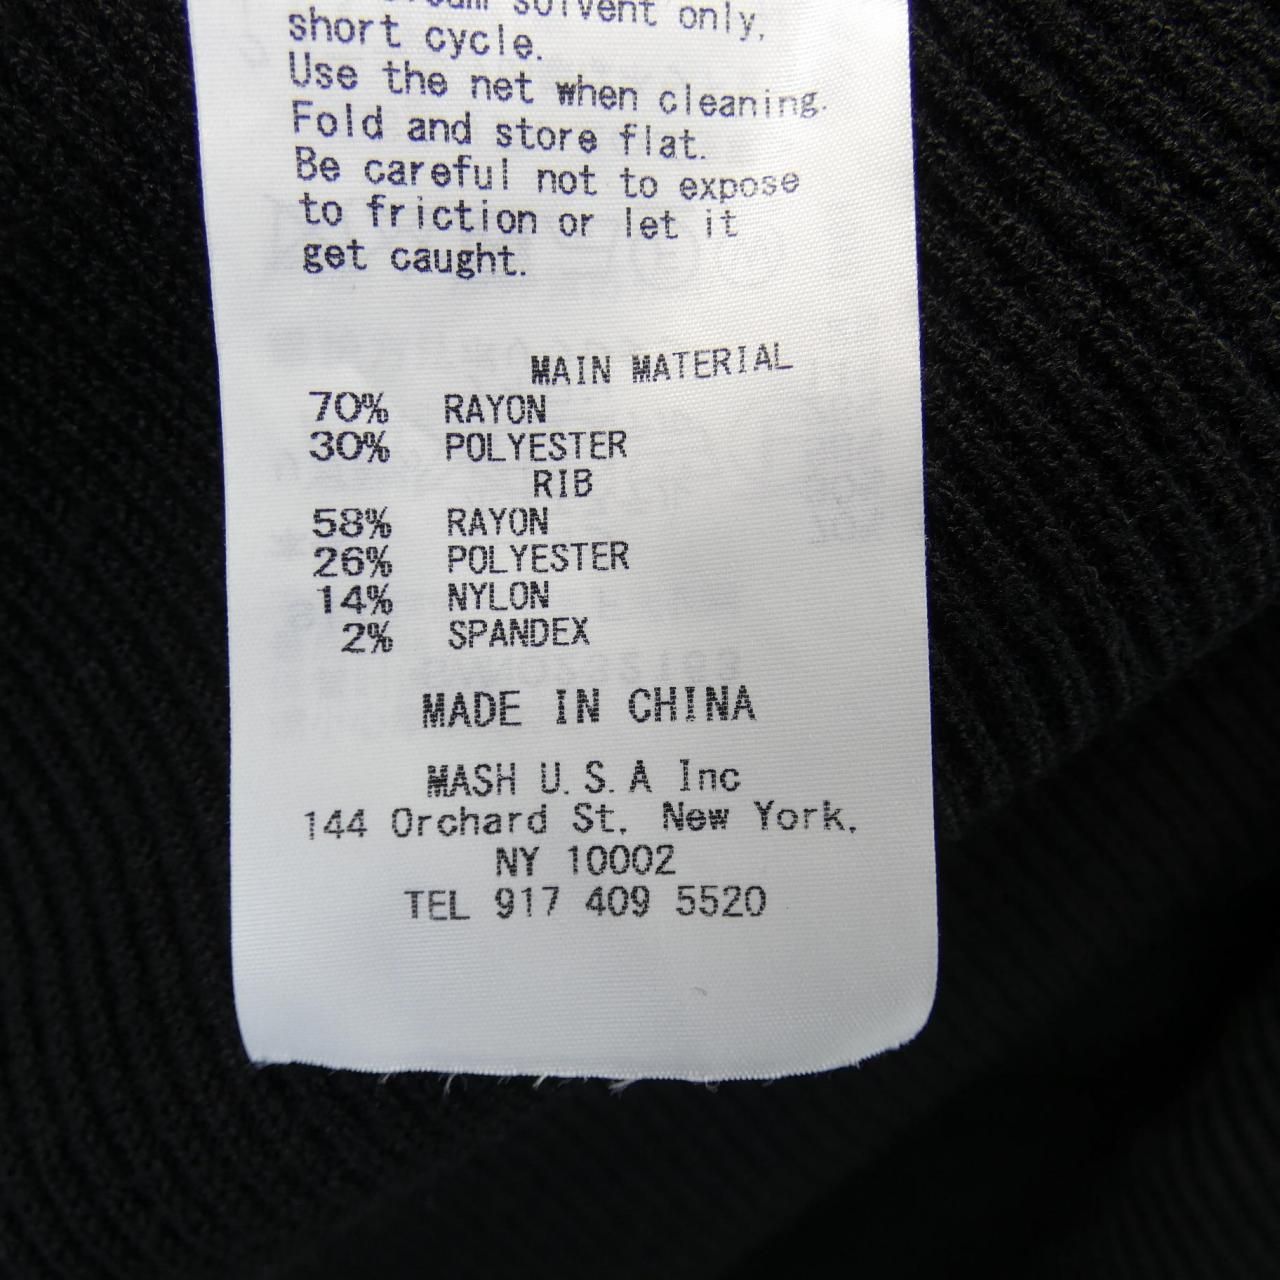 solvent only,
short cycle.
Use the net when cleaning.
Fold and store flat.
Be careful not to expose
to friction or let it
get caught.
MAIN MATERIAL
70% RAYON
30% POLYESTER
RIB
58% RAYON
26% POLYESTER
14% NYLON
2% SPANDEX
MADE IN CHINA
MASH U.S.A Inc
144 Orchard St. New York,
NY 10002
TEL 917 409 5520